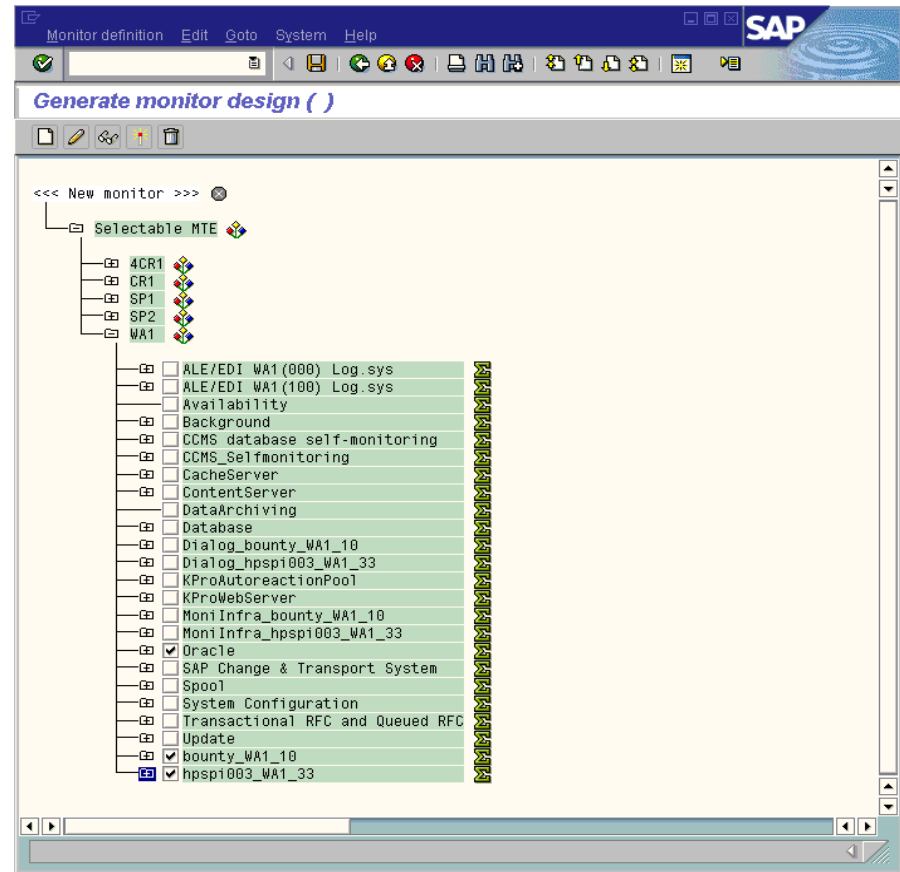 Monitor definition Edit Goto System Help
SAP
Generate monitor design ( )
<<< New monitor >>>
Selectable MTE
4CR1
CR1
SP1
SP2
WA1
ALE/EDI WA1(000) Log.sys
ALE/EDI WA1(100) Log.sys
Availability
Background
CCMS database self-monitoring
CCMS_Selfmonitoring
CacheServer
ContentServer
DataArchiving
Database
Dialog_bounty_WA1_10
Dialog_hpspi003_WA1_33
KProAutoreactionPool
KProWebServer
MoniInfra_bounty_WA1_10
MoniInfra_hpspi003_WA1_33
Oracle
SAP Change & Transport System
Spool
System Configuration
Transactional RFC and Queued RFC
Update
bounty_WA1_10
hpspi003_WA1_33